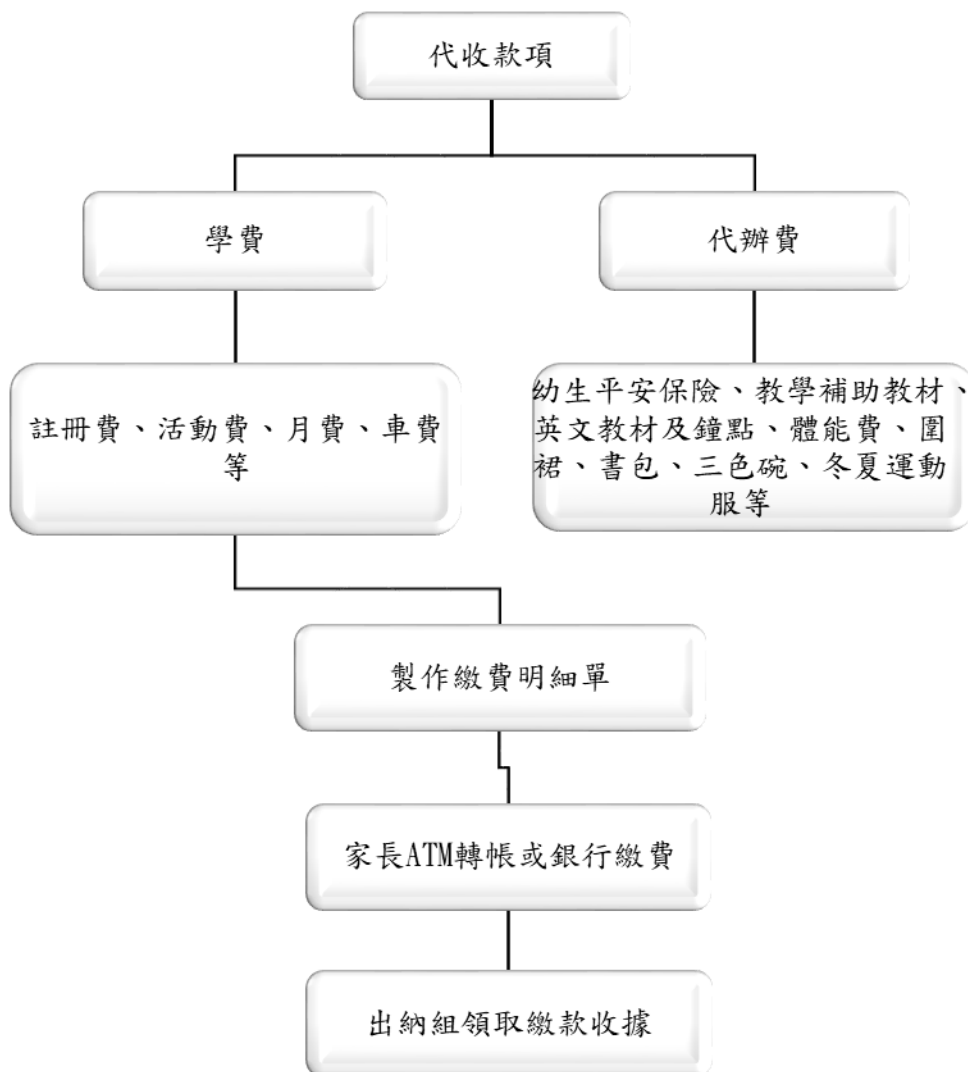 代收款項
學費
代辦費
註冊費、活動費、月費、車費
等
幼生平安保險、教學補助教材、
英文教材及鐘點、體能費、圍
裙、書包、三色碗、冬夏運動
服等
製作繳費明細單
家長ATM轉帳或銀行繳費
出納組領取繳款收據